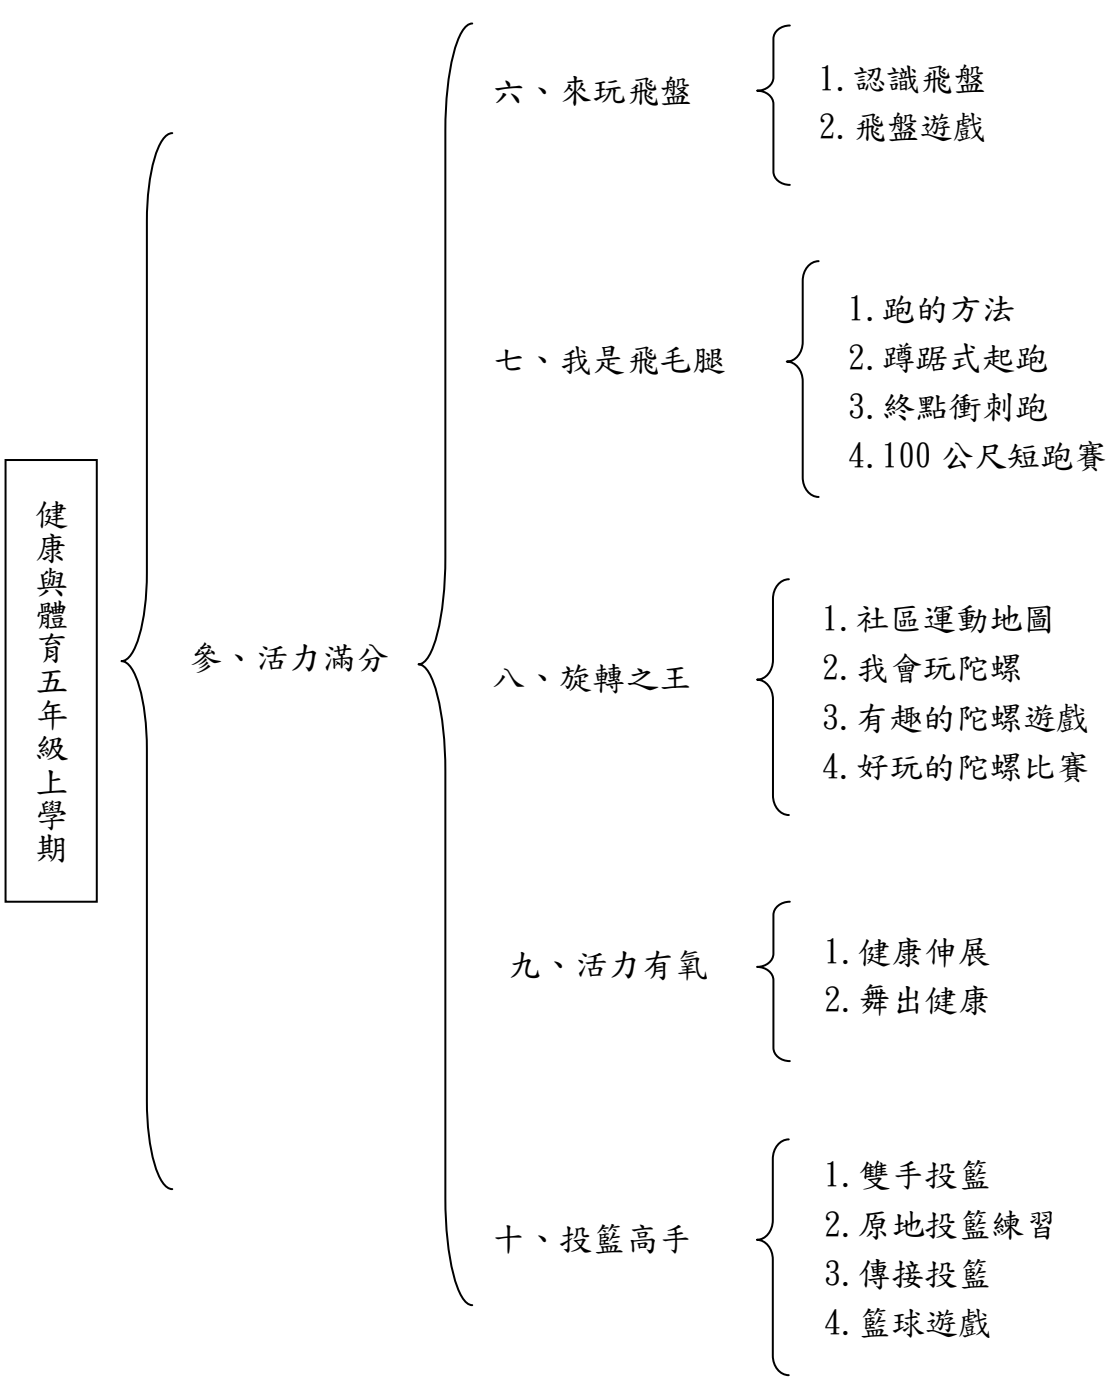 健康與體育五年級上學期
參、活力滿分
六、來玩飛盤
1.認識飛盤
2.飛盤遊戲
七、我是飛毛腿
1.跑的方法
2.蹲踞式起跑
3.終點衝刺跑
4.100 公尺短跑賽
八、旋轉之王
1.社區運動地圖
2.我會玩陀螺
3.有趣的陀螺遊戲
4.好玩的陀螺比賽
九、活力有氧
1.健康伸展
2.舞出健康
十、投籃高手
1.雙手投籃
2.原地投籃練習
3.傳接投籃
4.籃球遊戲